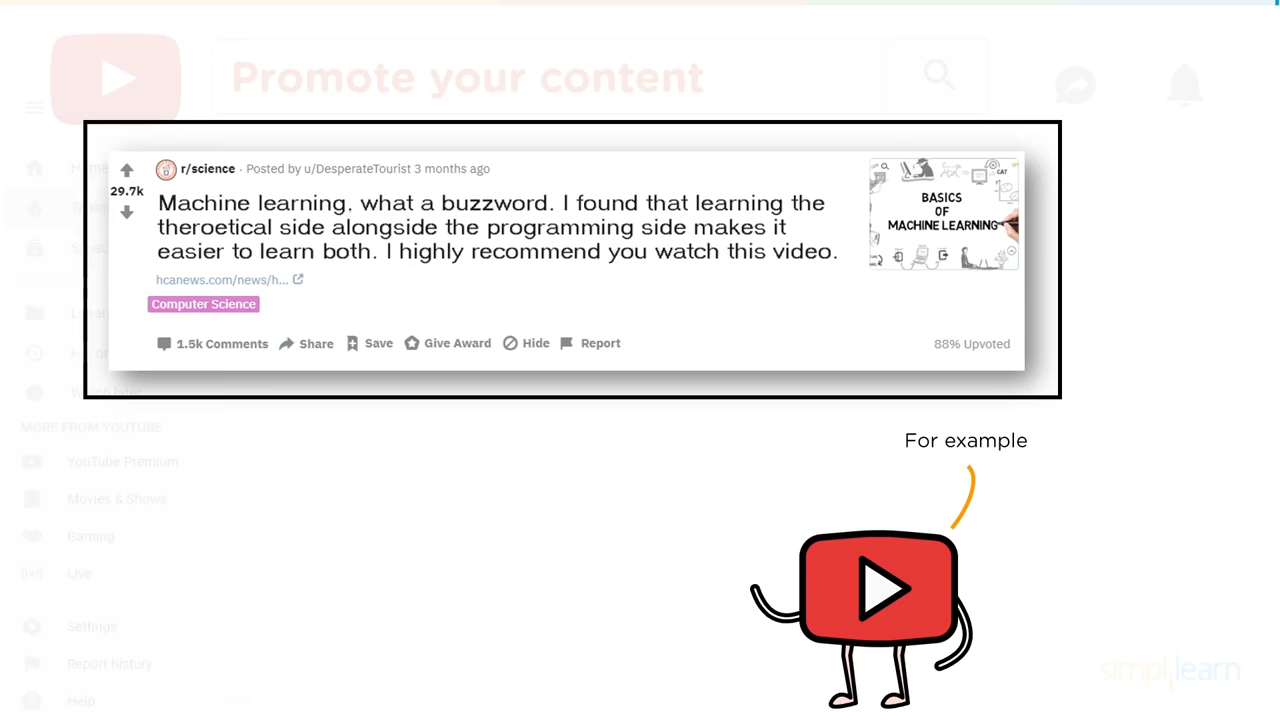 Promote your content
r/science · Posted by u/DesperateTourist 3 months ago
29.7k
Machine learning, what a buzzword. I found that learning the
theroetical side alongside the programming side makes it
easier to learn both. I highly recommend you watch this video.
hcanews.com/news/h...
Computer Science
1.5k Comments Share Save Give Award Hide Report
88% Upvoted
CAT
BASICS
OF
MACHINE LEARNING
MORE FROM YOUTUBE
YouTube Premium
Movies & Shows
Gaming
Live
Settings
Report history
Help
For example
simplilearn